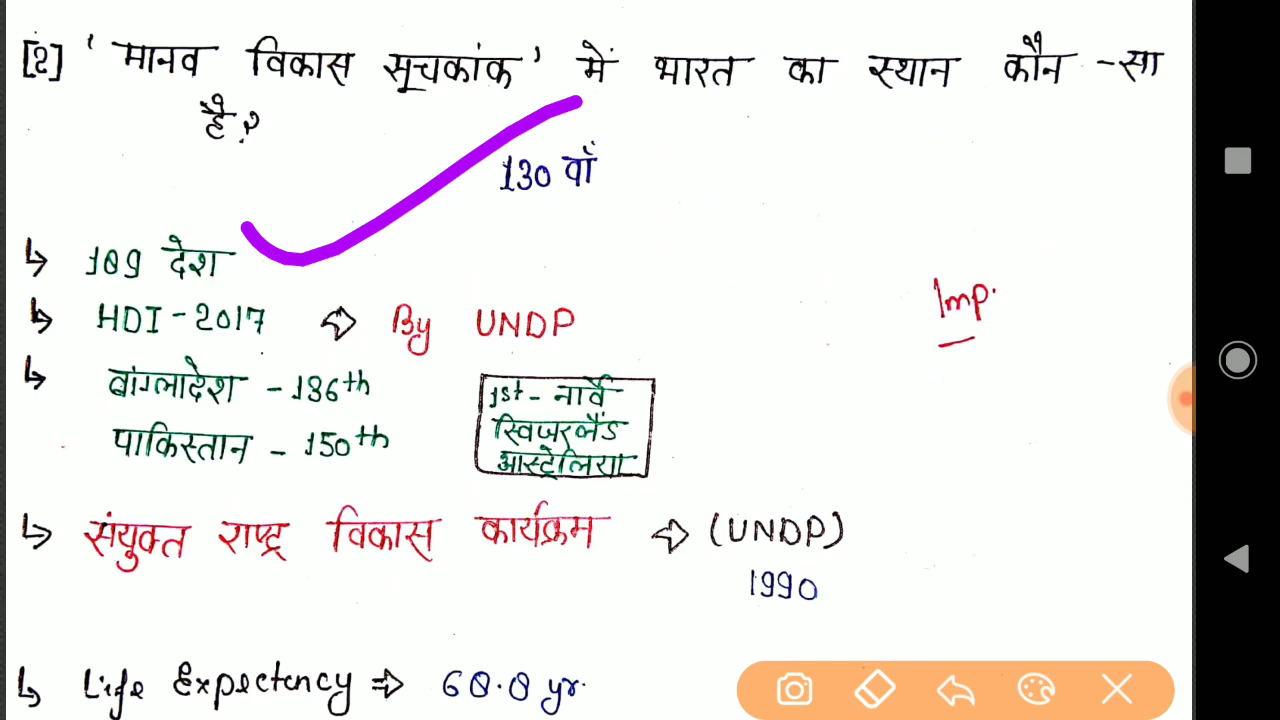 [2] 'मानव विकास सूचकांक' में भारत का स्थान कौन-सा
है?
130 वाँ
↳ 189 देश
↳ HDI - 2017 ⇨ By UNDP
Imp.
↳ बांग्लादेश - 136th
पाकिस्तान - 150th
1st - नार्वे
स्विजरलैंड
आस्ट्रेलिया
↳ संयुक्त राष्ट्र विकास कार्यक्रम ⇨ (UNDP)
1990
↳ Life Expectency ⇒ 68.8 yr.